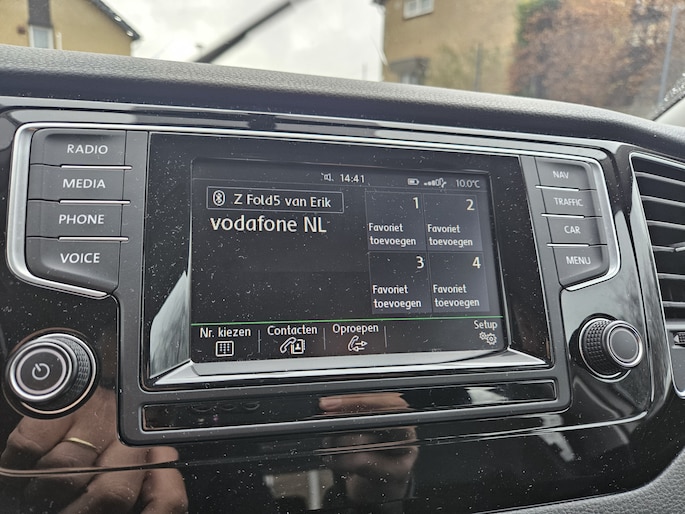 RADIO
MEDIA
PHONE
VOICE
14:41
10.0°C
Z Fold5 van Erik
vodafone NL
1
Favoriet
toevoegen
2
Favoriet
toevoegen
3
Favoriet
toevoegen
4
Favoriet
toevoegen
Nr. kiezen
Contacten
Oproepen
Setup
NAV
TRAFFIC
CAR
MENU